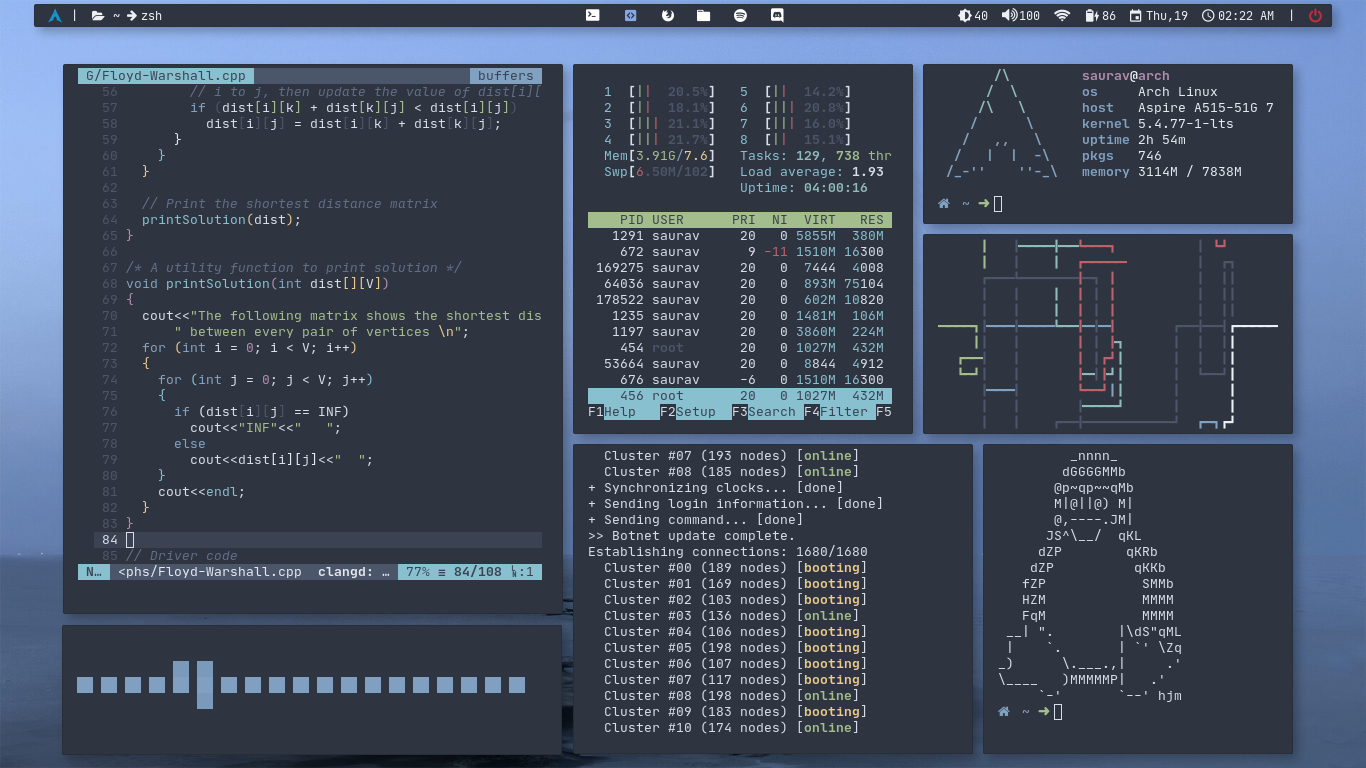 | ~ ➔ zsh
40 100 86 Thu,19 02:22 AM |
G/Floyd-Warshall.cpp buffers
56 // i to j, then update the value of dist[i][
57 if (dist[i][k] + dist[k][j] < dist[i][j])
58 dist[i][j] = dist[i][k] + dist[k][j];
59 }
60 }
61 }
62
63 // Print the shortest distance matrix
64 printSolution(dist);
65 }
66
67 /* A utility function to print solution */
68 void printSolution(int dist[][V])
69 {
70 cout<<"The following matrix shows the shortest dis
71 " between every pair of vertices \n";
72 for (int i = 0; i < V; i++)
73 {
74 for (int j = 0; j < V; j++)
75 {
76 if (dist[i][j] == INF)
77 cout<<"INF"<<"   ";
78 else
79 cout<<dist[i][j]<<"  ";
80 }
81 cout<<endl;
82 }
83 }
84
85 // Driver code
N… <phs/Floyd-Warshall.cpp clangd: … 77% ≡ 84/108 :1
1 [|| 20.5%] 5 [|| 14.2%]
2 [|| 18.1%] 6 [||| 20.8%]
3 [||| 21.1%] 7 [||| 16.0%]
4 [||| 21.7%] 8 [|| 15.1%]
Mem[3.91G/7.6] Tasks: 129, 738 thr
Swp[6.50M/102] Load average: 1.93
Uptime: 04:00:16
PID USER PRI NI VIRT RES
1291 saurav 20 0 5855M 380M
672 saurav 9 -11 1510M 16300
169275 saurav 20 0 7444 4008
64036 saurav 20 0 893M 75104
178522 saurav 20 0 602M 10820
1235 saurav 20 0 1481M 106M
1197 saurav 20 0 3860M 224M
454 root 20 0 1027M 432M
53664 saurav 20 0 8844 4912
676 saurav -6 0 1510M 16300
456 root 20 0 1027M 432M
F1Help F2Setup F3Search F4Filter F5
saurav@arch
os Arch Linux
host Aspire A515-51G 7
kernel 5.4.77-1-lts
uptime 2h 54m
pkgs 746
memory 3114M / 7838M
~ ➔
Cluster #07 (193 nodes) [online]
Cluster #08 (185 nodes) [online]
+ Synchronizing clocks... [done]
+ Sending login information... [done]
+ Sending command... [done]
>> Botnet update complete.
Establishing connections: 1680/1680
Cluster #00 (189 nodes) [booting]
Cluster #01 (169 nodes) [booting]
Cluster #02 (103 nodes) [booting]
Cluster #03 (136 nodes) [online]
Cluster #04 (106 nodes) [booting]
Cluster #05 (198 nodes) [booting]
Cluster #06 (107 nodes) [booting]
Cluster #07 (117 nodes) [booting]
Cluster #08 (198 nodes) [online]
Cluster #09 (183 nodes) [booting]
Cluster #10 (174 nodes) [online]
_nnnn_
dGGGGMMb
@p~qp~~qMb
M|@||@) M|
@,----.JM|
JS^\__/  qKL
dZP        qKRb
dZP          qKKb
fZP            SMMb
HZM            MMMM
FqM            MMMM
__| ".        |\dS"qML
|    `.       | `' \Zq
_)      \.___.,|     .'
\____   )MMMMMP|   .'
`-'       `--' hjm
~ ➔